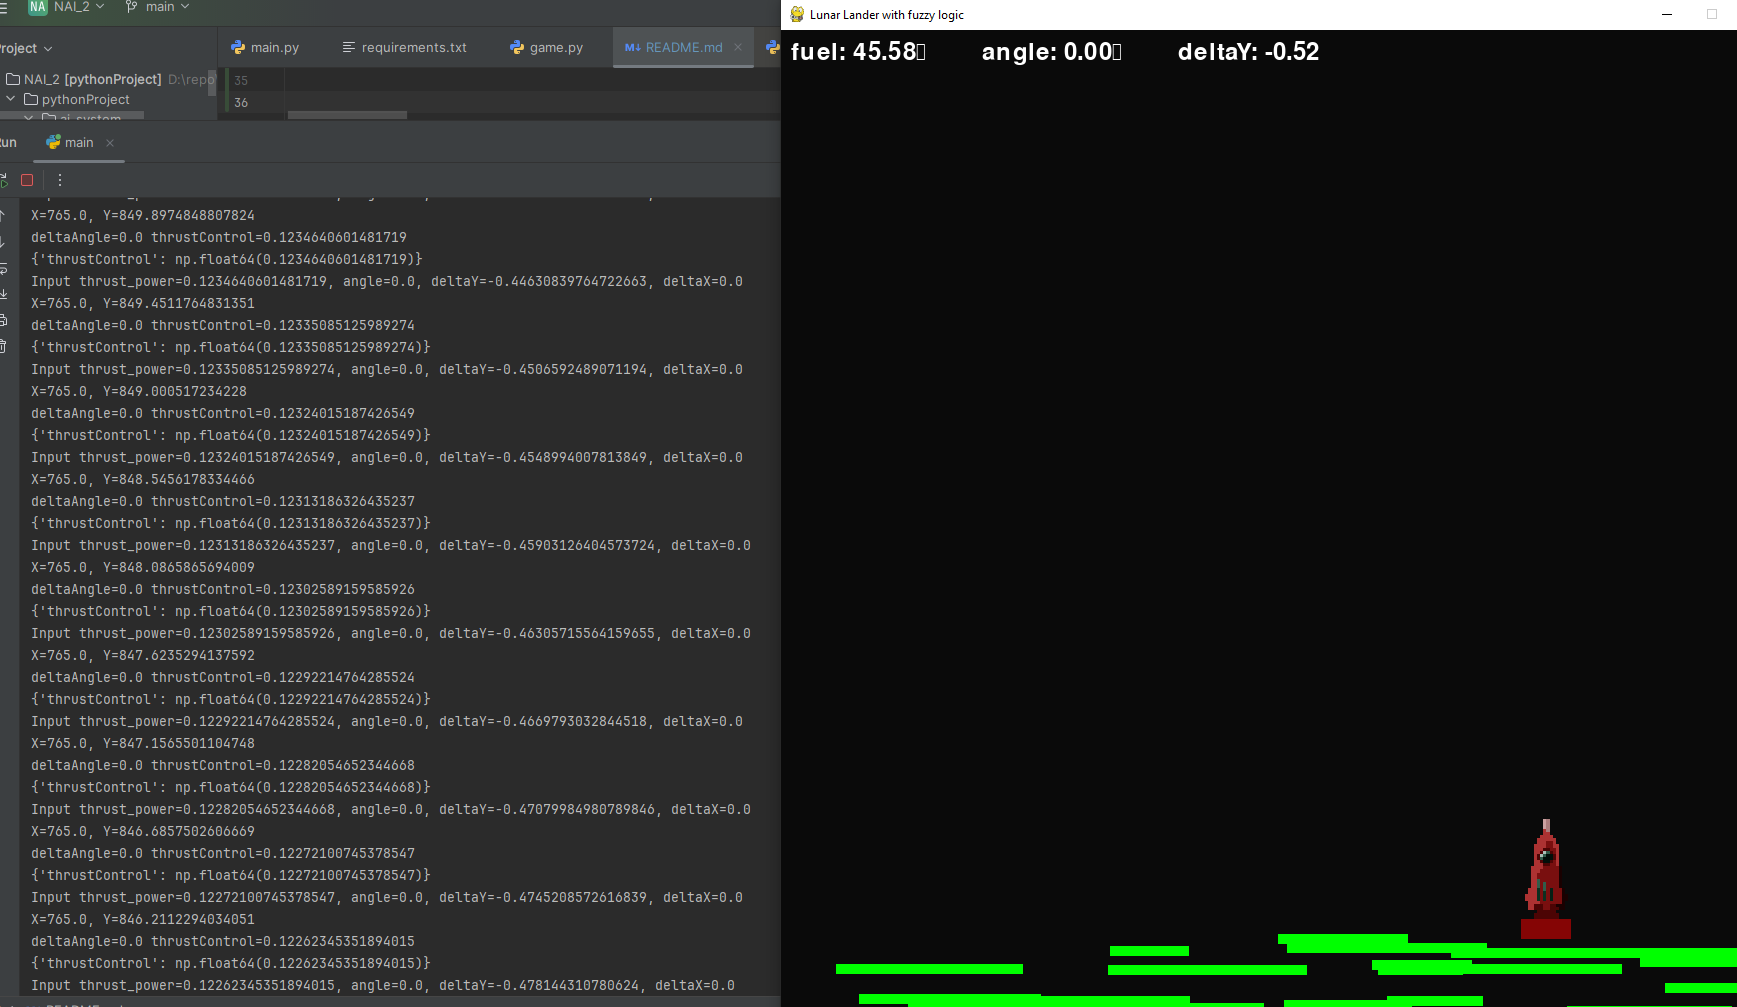 NA NAI_2 main
Project
main.py requirements.txt game.py M↓ README.md
NAI_2 [pythonProject] D:\repo
pythonProject
35
36
main
X=765.0, Y=849.8974848807824
deltaAngle=0.0 thrustControl=0.1234640601481719
{'thrustControl': np.float64(0.1234640601481719)}
Input thrust_power=0.1234640601481719, angle=0.0, deltaY=-0.44630839764722663, deltaX=0.0
X=765.0, Y=849.4511764831351
deltaAngle=0.0 thrustControl=0.12335085125989274
{'thrustControl': np.float64(0.12335085125989274)}
Input thrust_power=0.12335085125989274, angle=0.0, deltaY=-0.4506592489071194, deltaX=0.0
X=765.0, Y=849.000517234228
deltaAngle=0.0 thrustControl=0.12324015187426549
{'thrustControl': np.float64(0.12324015187426549)}
Input thrust_power=0.12324015187426549, angle=0.0, deltaY=-0.4548994007813849, deltaX=0.0
X=765.0, Y=848.5456178334466
deltaAngle=0.0 thrustControl=0.12313186326435237
{'thrustControl': np.float64(0.12313186326435237)}
Input thrust_power=0.12313186326435237, angle=0.0, deltaY=-0.45903126404573724, deltaX=0.0
X=765.0, Y=848.0865865694009
deltaAngle=0.0 thrustControl=0.12302589159585926
{'thrustControl': np.float64(0.12302589159585926)}
Input thrust_power=0.12302589159585926, angle=0.0, deltaY=-0.46305715564159655, deltaX=0.0
X=765.0, Y=847.6235294137592
deltaAngle=0.0 thrustControl=0.12292214764285524
{'thrustControl': np.float64(0.12292214764285524)}
Input thrust_power=0.12292214764285524, angle=0.0, deltaY=-0.4669793032844518, deltaX=0.0
X=765.0, Y=847.1565501104748
deltaAngle=0.0 thrustControl=0.12282054652344668
{'thrustControl': np.float64(0.12282054652344668)}
Input thrust_power=0.12282054652344668, angle=0.0, deltaY=-0.47079984980789846, deltaX=0.0
X=765.0, Y=846.6857502606669
deltaAngle=0.0 thrustControl=0.12272100745378547
{'thrustControl': np.float64(0.12272100745378547)}
Input thrust_power=0.12272100745378547, angle=0.0, deltaY=-0.4745208572616839, deltaX=0.0
X=765.0, Y=846.2112294034051
deltaAngle=0.0 thrustControl=0.12262345351894015
{'thrustControl': np.float64(0.12262345351894015)}
Input thrust_power=0.12262345351894015, angle=0.0, deltaY=-0.478144310780624, deltaX=0.0
Lunar Lander with fuzzy logic
fuel: 45.58 angle: 0.00 deltaY: -0.52